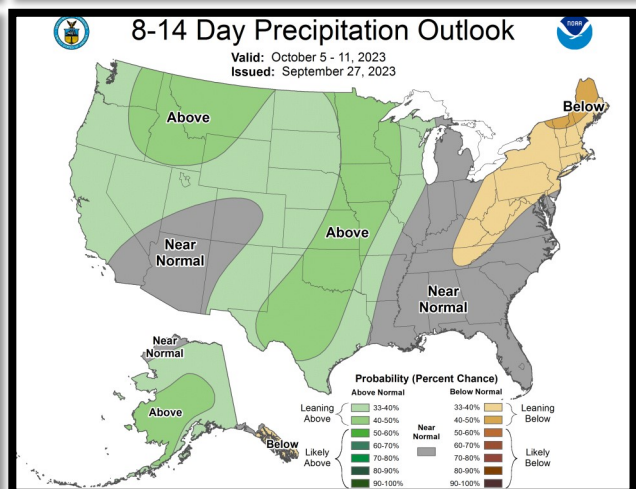 8-14 Day Precipitation Outlook
NOAA
Valid: October 5 - 11, 2023
Issued: September 27, 2023
Above
Below
Near
Normal
Above
Near
Normal
Near
Normal
Above
Below
Probability (Percent Chance)
Above Normal
Below Normal
Leaning
Above
33-40%
40-50%
Likely
Above
50-60%
60-70%
70-80%
80-90%
90-100%
Near
Normal
33-40%
40-50%
Leaning
Below
50-60%
60-70%
70-80%
80-90%
90-100%
Likely
Below